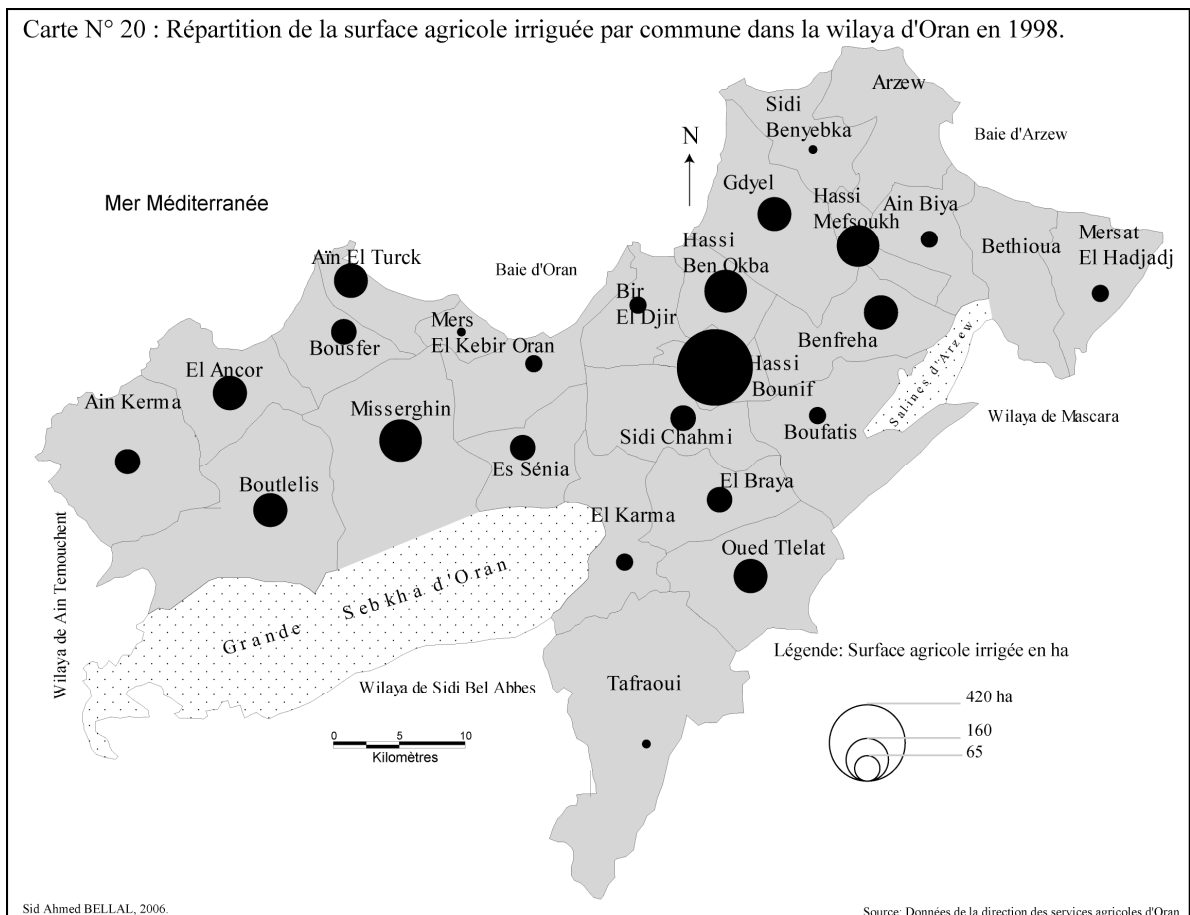 Carte N° 20 : Répartition de la surface agricole irriguée par commune dans la wilaya d'Oran en 1998.
Arzew
Sidi
Benyebka
Baie d'Arzew
N
Gdyel
Hassi
Mefsoukh
Ain Biya
Mer Méditerranée
Hassi
Ben Okba
Bethioua
Mersat
El Hadjadj
Aïn El Turck
Baie d'Oran
Bir
El Djir
Mers
El Kebir
Oran
Bousfer
Benfreha
Salines d'Arzew
El Ancor
Hassi
Bounif
Ain Kerma
Misserghin
Sidi Chahmi
Boufatis
Wilaya de Mascara
Es Sénia
Boutlelis
El Braya
El Karma
Oued Tlelat
Wilaya de Ain Temouchent
Grande Sebkha d'Oran
Légende: Surface agricole irrigée en ha
Wilaya de Sidi Bel Abbes
Tafraoui
420 ha
160
65
0 5 10
Kilomètres
Sid Ahmed BELLAL, 2006.
Source: Données de la direction des services agricoles d'Oran